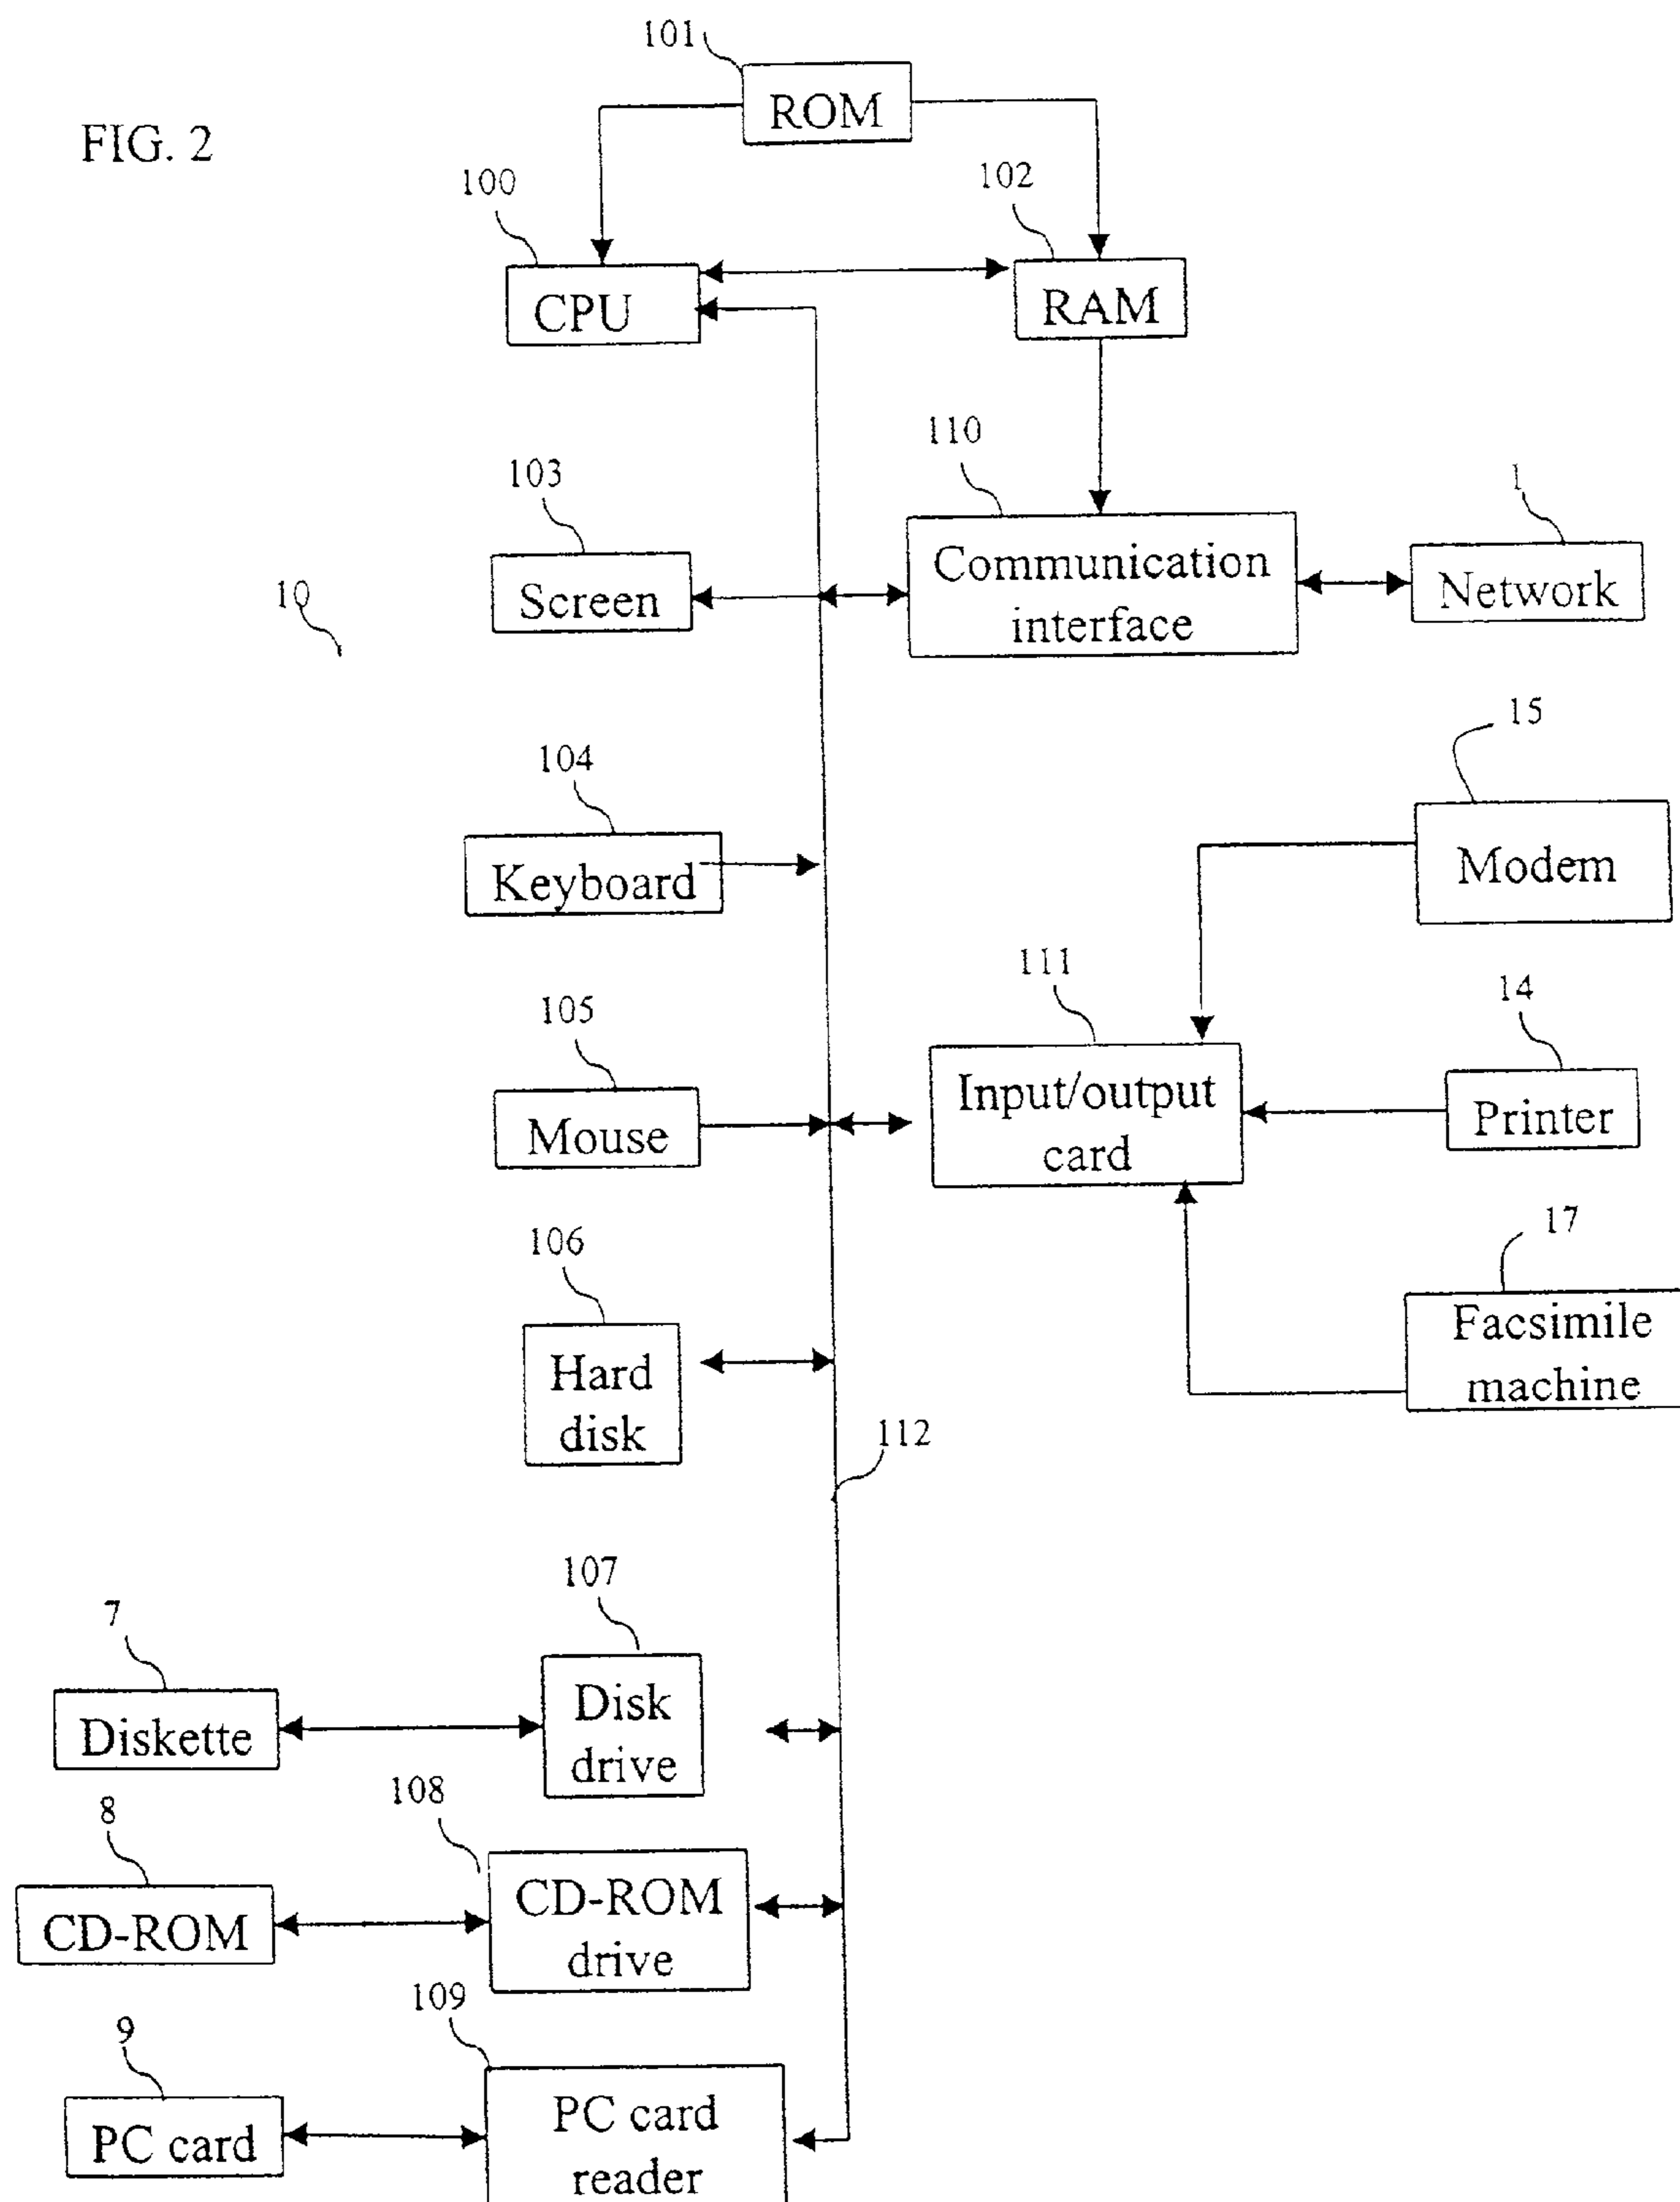 101
ROM
FIG. 2
100
102
CPU
RAM
110
103
1
Communication
interface
Screen
Network
10
15
104
Modem
Keyboard
111
14
105
Input/output
card
Printer
Mouse
17
106
Facsimile
machine
Hard
disk
112
107
7
Disk
drive
Diskette
108
8
CD-ROM
drive
CD-ROM
109
9
PC card
reader
PC card